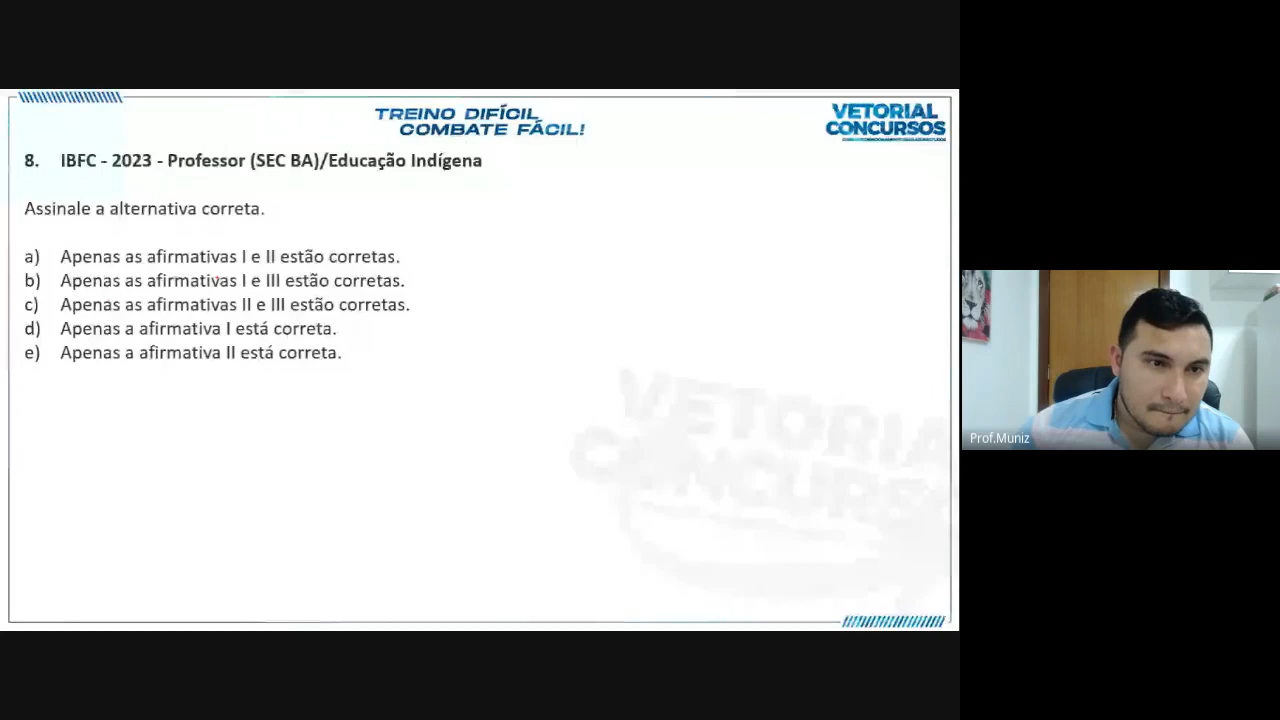 TREINO DIFÍCIL
COMBATE FÁCIL!
VETORIAL
CONCURSOS
8. IBFC - 2023 - Professor (SEC BA)/Educação Indígena
Assinale a alternativa correta.
a) Apenas as afirmativas I e II estão corretas.
b) Apenas as afirmativas I e III estão corretas.
c) Apenas as afirmativas II e III estão corretas.
d) Apenas a afirmativa I está correta.
e) Apenas a afirmativa II está correta.
VETORIAL
CONCURSOS
Prof.Muniz